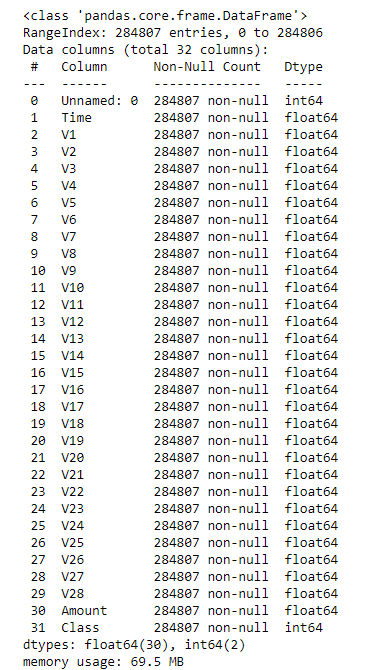 <class 'pandas.core.frame.DataFrame'>
RangeIndex: 284807 entries, 0 to 284806
Data columns (total 32 columns):
 #   Column      Non-Null Count   Dtype
---  ------      --------------   -----
 0   Unnamed: 0  284807 non-null  int64
 1   Time        284807 non-null  float64
 2   V1          284807 non-null  float64
 3   V2          284807 non-null  float64
 4   V3          284807 non-null  float64
 5   V4          284807 non-null  float64
 6   V5          284807 non-null  float64
 7   V6          284807 non-null  float64
 8   V7          284807 non-null  float64
 9   V8          284807 non-null  float64
 10  V9          284807 non-null  float64
 11  V10         284807 non-null  float64
 12  V11         284807 non-null  float64
 13  V12         284807 non-null  float64
 14  V13         284807 non-null  float64
 15  V14         284807 non-null  float64
 16  V15         284807 non-null  float64
 17  V16         284807 non-null  float64
 18  V17         284807 non-null  float64
 19  V18         284807 non-null  float64
 20  V19         284807 non-null  float64
 21  V20         284807 non-null  float64
 22  V21         284807 non-null  float64
 23  V22         284807 non-null  float64
 24  V23         284807 non-null  float64
 25  V24         284807 non-null  float64
 26  V25         284807 non-null  float64
 27  V26         284807 non-null  float64
 28  V27         284807 non-null  float64
 29  V28         284807 non-null  float64
 30  Amount      284807 non-null  float64
 31  Class       284807 non-null  int64
dtypes: float64(30), int64(2)
memory usage: 69.5 MB